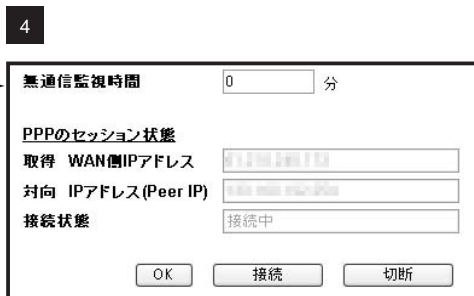 4
無通信監視時間 0 分
PPPのセッション状態
取得 WAN側IPアドレス
対向 IPアドレス(Peer IP)
接続状態 接続中
OK 接続 切断